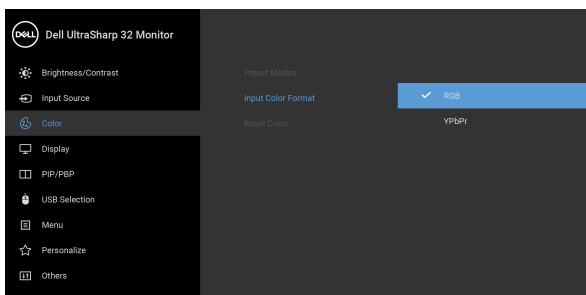 DELL
Dell UltraSharp 32 Monitor
Brightness/Contrast
Input Source
Color
Display
PIP/PBP
USB Selection
Menu
Personalize
Others
Preset Modes
Input Color Format
Reset Color
RGB
YPbPr